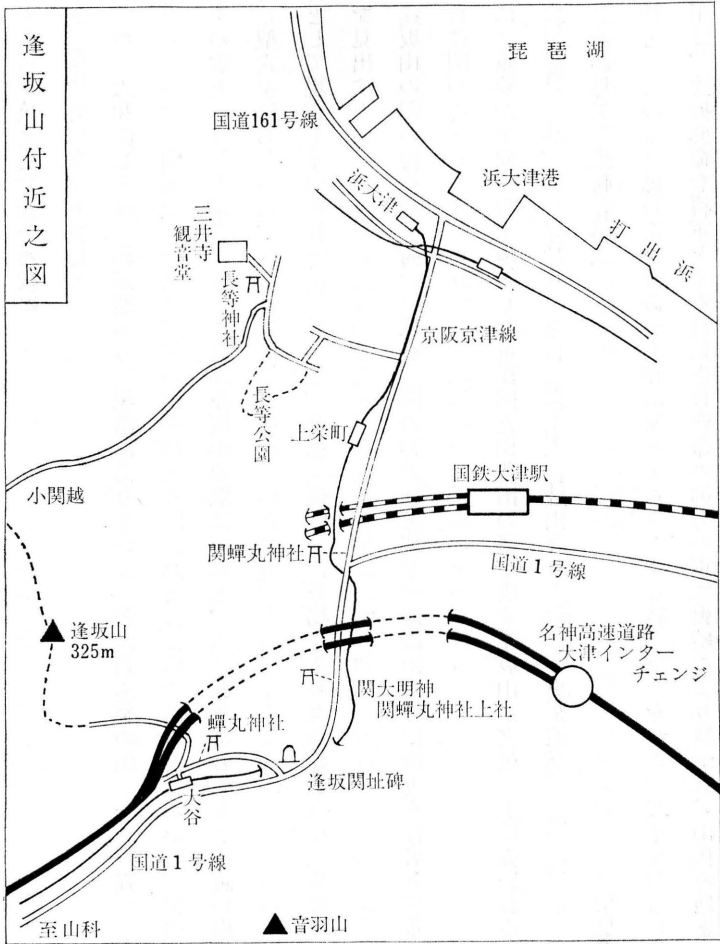 逢坂山付近之図
琵琶湖
国道161号線
浜大津
浜大津港
打出浜
三井寺
観音堂
長等神社
京阪京津線
長等公園
上栄町
国鉄大津駅
小関越
関蟬丸神社
国道1号線
逢坂山
325m
名神高速道路
大津インター
チェンジ
関大明神
関蟬丸神社上社
蟬丸神社
逢坂関址碑
大谷
国道1号線
至山科
音羽山